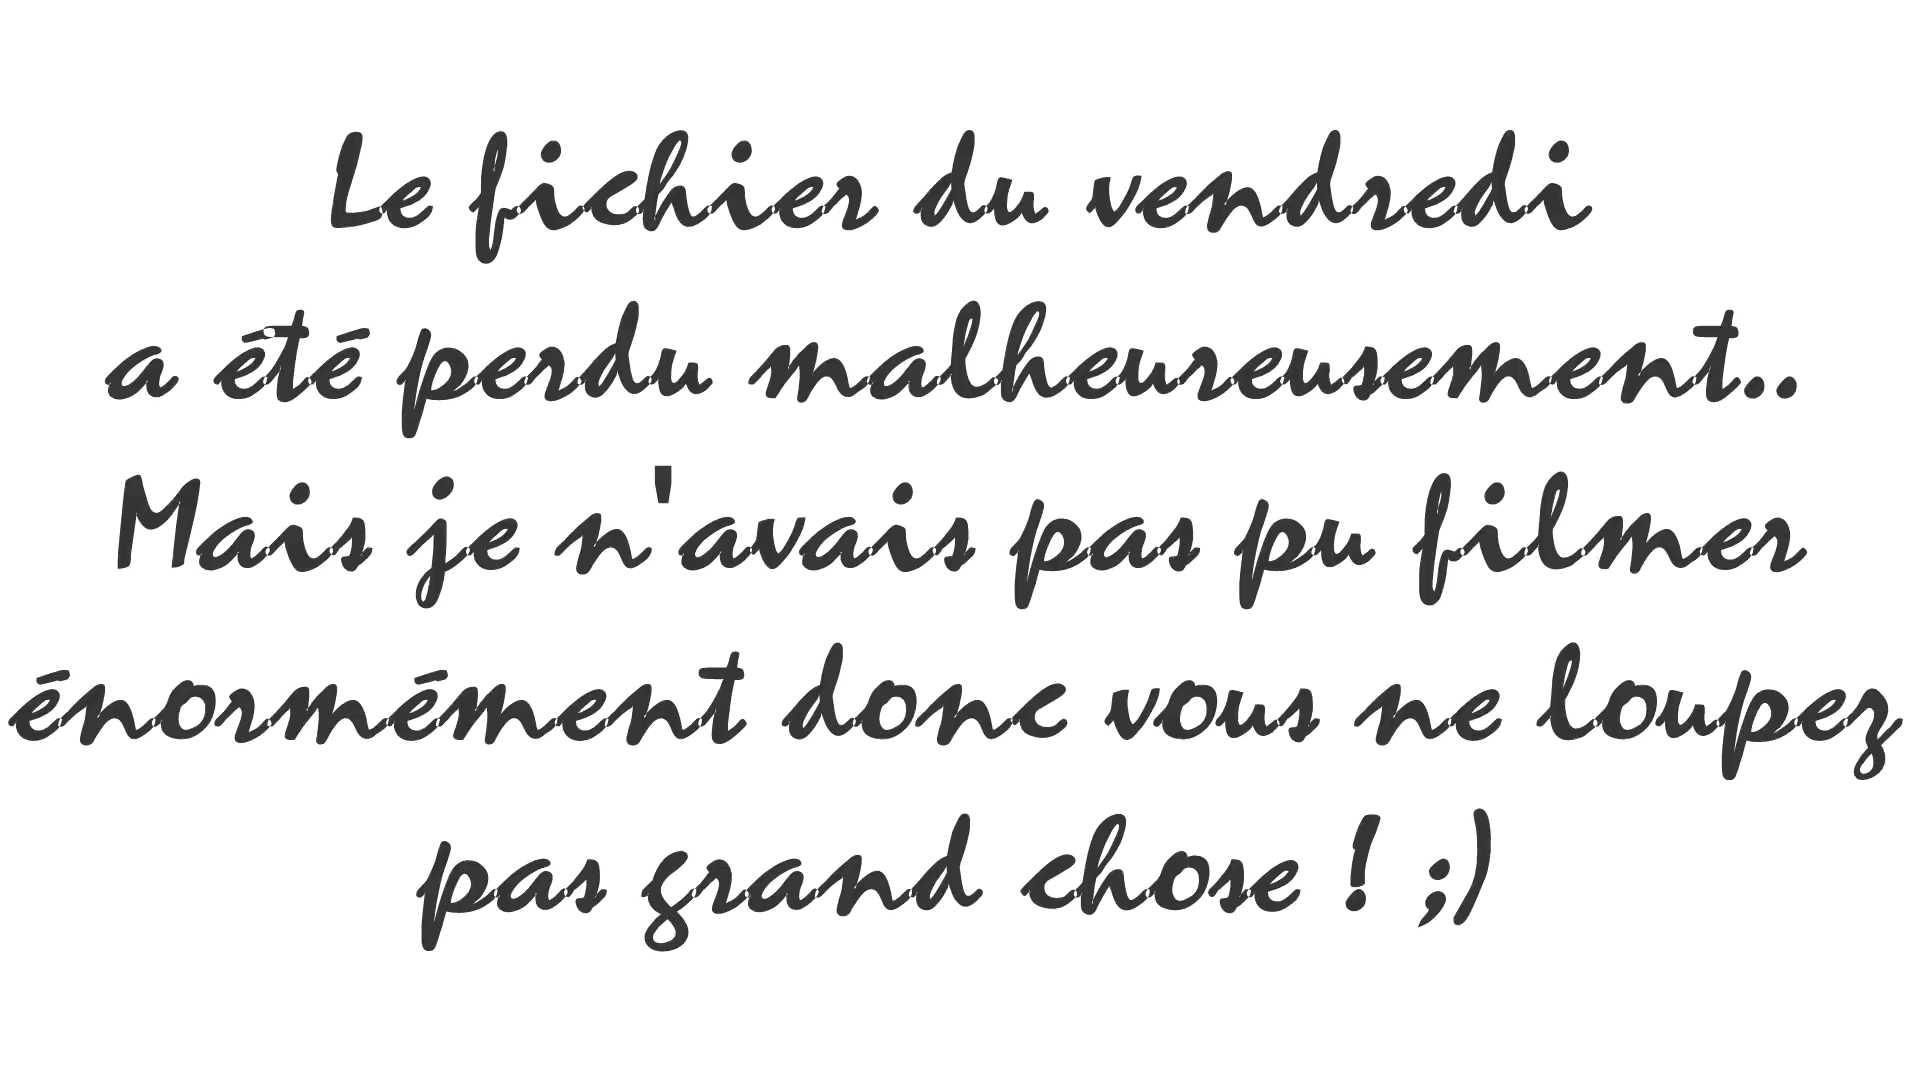 Le fichier du vendredi
a été perdu malheureusement..
Mais je n'avais pas pu filmer
énormément donc vous ne loupez
pas grand chose ! ;)